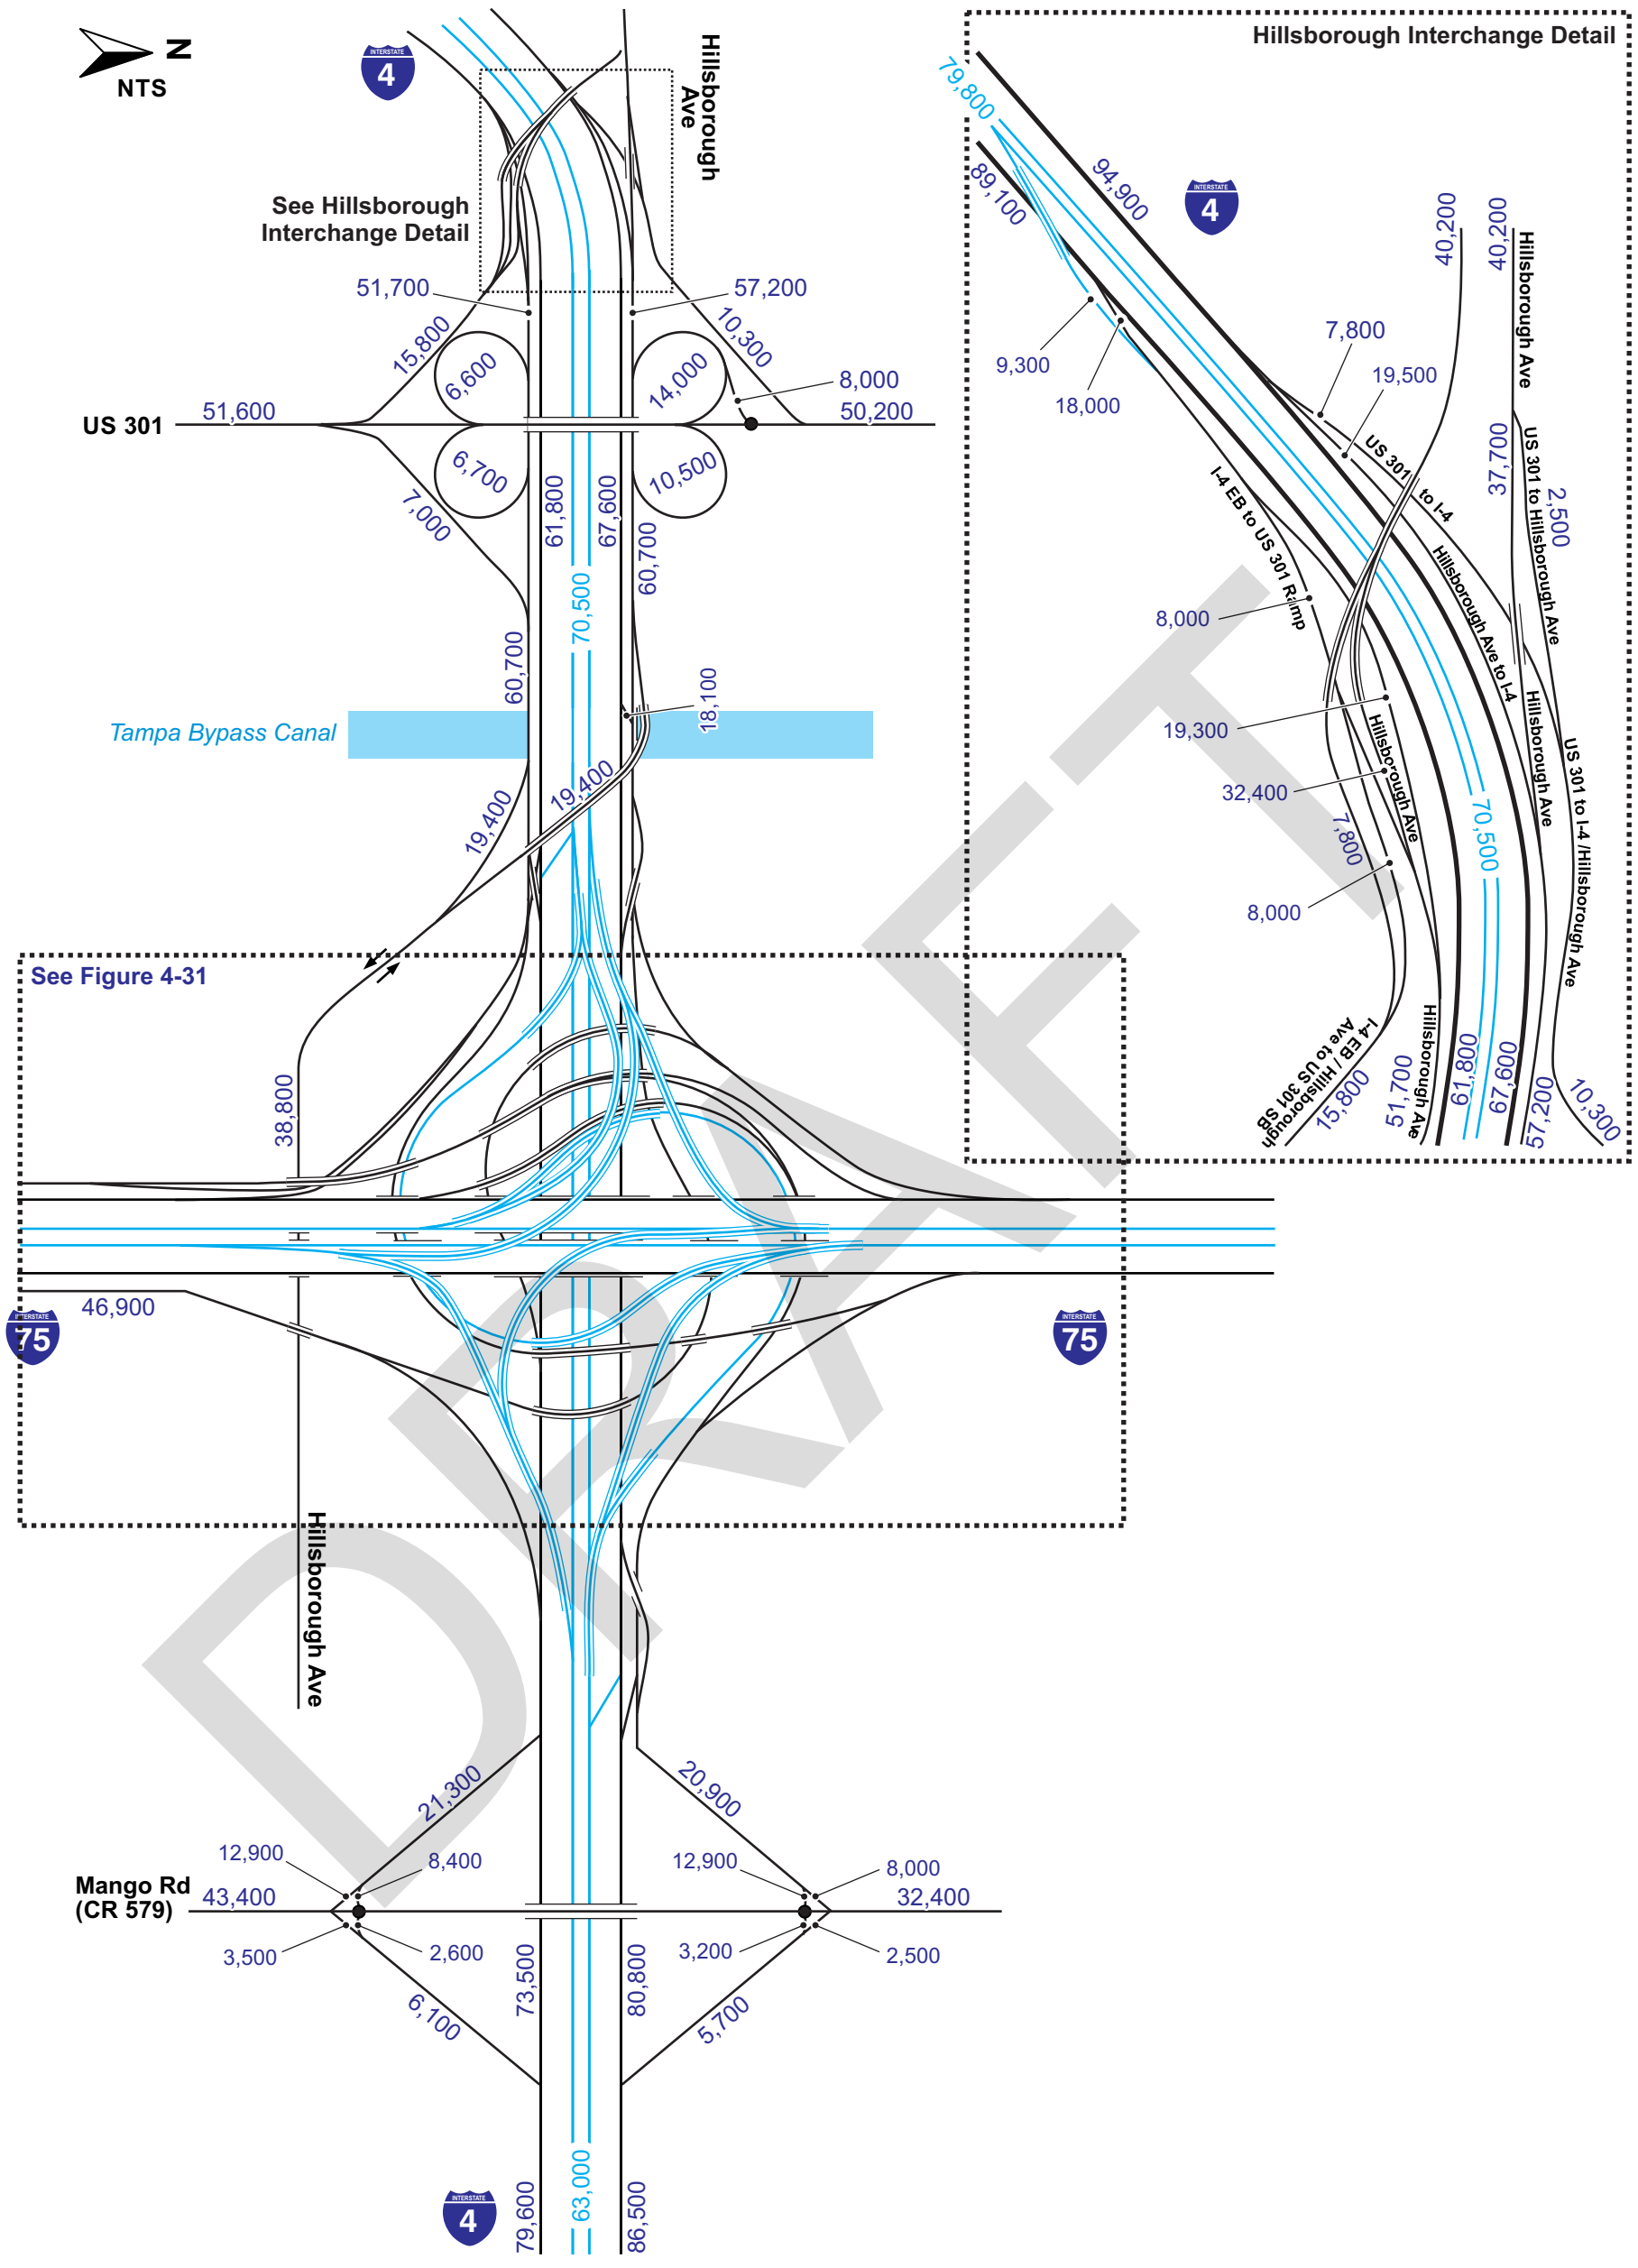 N
NTS
INTERSTATE
4
Hillsborough
Ave
See Hillsborough
Interchange Detail
51,700
57,200
15,800
10,300
6,600
14,000
8,000
US 301
51,600
50,200
6,700
10,500
7,000
61,800
67,600
70,500
60,700
60,700
18,100
Tampa Bypass Canal
19,400
19,400
See Figure 4-31
38,800
46,900
INTERSTATE
75
INTERSTATE
75
Hillsborough Ave
21,300
20,900
12,900
8,400
12,900
8,000
Mango Rd
(CR 579)
43,400
32,400
3,500
2,600
3,200
2,500
73,500
80,800
6,100
5,700
79,600
63,000
86,500
INTERSTATE
4
Hillsborough Interchange Detail
79,800
94,900
89,100
INTERSTATE
4
40,200
40,200
Hillsborough Ave
7,800
19,500
9,300
18,000
US 301
to I-4
37,700
US 301 to Hillsborough Ave
2,500
I-4 EB to US 301 Ramp
8,000
Hillsborough Ave to I-4
Hillsborough Ave
19,300
Hillsborough Ave
32,400
7,800
70,500
US 301 to I-4 /Hillsborough Ave
8,000
I-4 EB / Hillsborough
Ave to US 301 SB
15,800
51,700
Hillsborough Ave
61,800
67,600
57,200
10,300
DRAFT